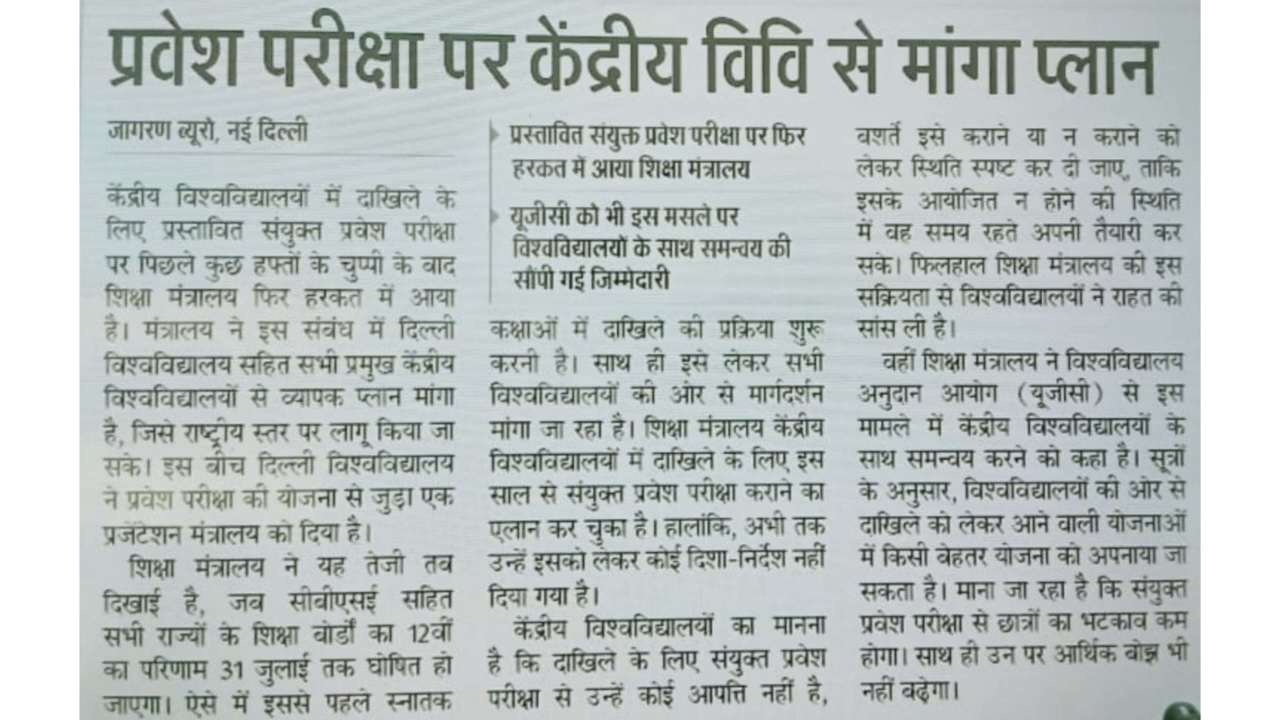 प्रवेश परीक्षा पर केंद्रीय विवि से मांगा प्लान
जागरण ब्यूरो, नई दिल्ली
केंद्रीय विश्वविद्यालयों में दाखिले के
लिए प्रस्तावित संयुक्त प्रवेश परीक्षा
पर पिछले कुछ हफ्तों के चुप्पी के बाद
शिक्षा मंत्रालय फिर हरकत में आया
है। मंत्रालय ने इस संबंध में दिल्ली
विश्वविद्यालय सहित सभी प्रमुख केंद्रीय
विश्वविद्यालयों से व्यापक प्लान मांगा
है, जिसे राष्ट्रीय स्तर पर लागू किया जा
सके। इस बीच दिल्ली विश्वविद्यालय
ने प्रवेश परीक्षा की योजना से जुड़ा एक
प्रजेंटेशन मंत्रालय को दिया है।
शिक्षा मंत्रालय ने यह तेजी तब
दिखाई है, जब सीबीएसई सहित
सभी राज्यों के शिक्षा बोर्डों का 12वीं
का परिणाम 31 जुलाई तक घोषित हो
जाएगा। ऐसे में इससे पहले स्नातक
प्रस्तावित संयुक्त प्रवेश परीक्षा पर फिर
हरकत में आया शिक्षा मंत्रालय
यूजीसी को भी इस मसले पर
विश्वविद्यालयों के साथ समन्वय की
सौंपी गई जिम्मेदारी
कक्षाओं में दाखिले की प्रक्रिया शुरू
करनी है। साथ ही इसे लेकर सभी
विश्वविद्यालयों की ओर से मार्गदर्शन
मांगा जा रहा है। शिक्षा मंत्रालय केंद्रीय
विश्वविद्यालयों में दाखिले के लिए इस
साल से संयुक्त प्रवेश परीक्षा कराने का
एलान कर चुका है। हालांकि, अभी तक
उन्हें इसको लेकर कोई दिशा-निर्देश नहीं
दिया गया है।
केंद्रीय विश्वविद्यालयों का मानना
है कि दाखिले के लिए संयुक्त प्रवेश
परीक्षा से उन्हें कोई आपत्ति नहीं है,
बशर्ते इसे कराने या न कराने को
लेकर स्थिति स्पष्ट कर दी जाए, ताकि
इसके आयोजित न होने की स्थिति
में वह समय रहते अपनी तैयारी कर
सके। फिलहाल शिक्षा मंत्रालय की इस
सक्रियता से विश्वविद्यालयों ने राहत की
सांस ली है।
वहीं शिक्षा मंत्रालय ने विश्वविद्यालय
अनुदान आयोग (यूजीसी) से इस
मामले में केंद्रीय विश्वविद्यालयों के
साथ समन्वय करने को कहा है। सूत्रों
के अनुसार, विश्वविद्यालयों की ओर से
दाखिले को लेकर आने वाली योजनाओं
में किसी बेहतर योजना को अपनाया जा
सकता है। माना जा रहा है कि संयुक्त
प्रवेश परीक्षा से छात्रों का भटकाव कम
होगा। साथ ही उन पर आर्थिक बोझ भी
नहीं बढ़ेगा।